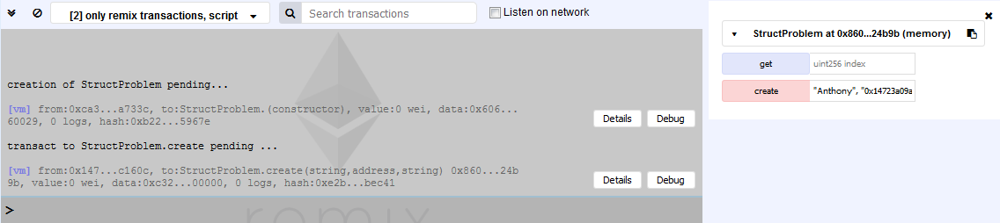 [2] only remix transactions, script
Search transactions
Listen on network
creation of StructProblem pending...
[vm] from:0xca3...a733c, to:StructProblem.(constructor), value:0 wei, data:0x606...
60029, 0 logs, hash:0xb22...5967e
Details
Debug
transact to StructProblem.create pending ...
[vm] from:0x147...c160c, to:StructProblem.create(string,address,string) 0x860...24b
9b, value:0 wei, data:0xc32...00000, 0 logs, hash:0xe2b...bec41
Details
Debug
>
remix
StructProblem at 0x860...24b9b (memory)
get
uint256 index
create
"Anthony", "0x14723a09a